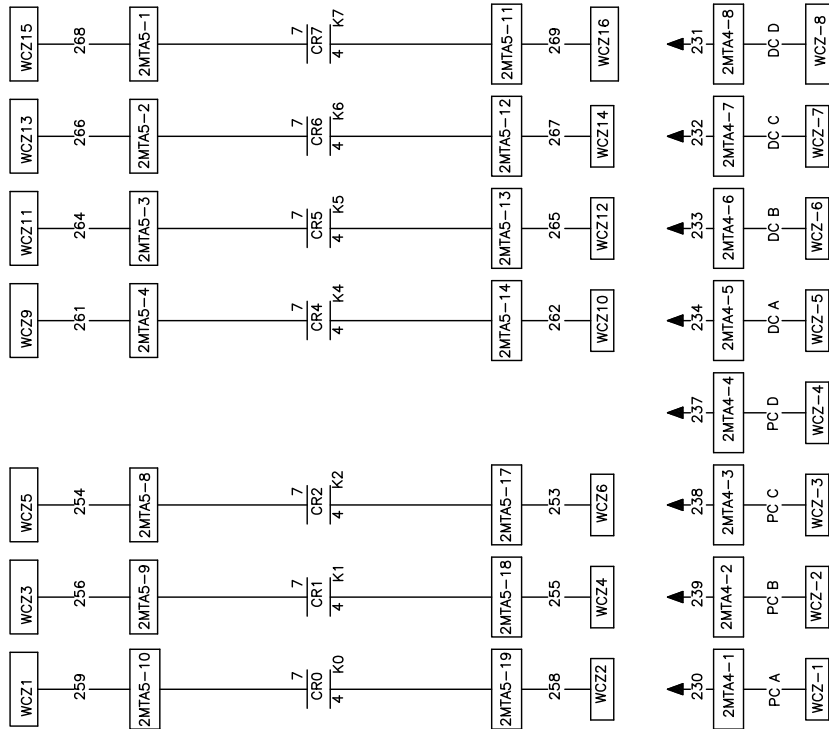 WCZ15
268
2MTA5-1
7
CR7
4
K7
2MTA5-11
269
WCZ16
231
2MTA4-8
DC D
WCZ-8
WCZ13
266
2MTA5-2
7
CR6
4
K6
2MTA5-12
267
WCZ14
232
2MTA4-7
DC C
WCZ-7
WCZ11
264
2MTA5-3
7
CR5
4
K5
2MTA5-13
265
WCZ12
233
2MTA4-6
DC B
WCZ-6
WCZ9
261
2MTA5-4
7
CR4
4
K4
2MTA5-14
262
WCZ10
234
2MTA4-5
DC A
WCZ-5
237
2MTA4-4
PC D
WCZ-4
WCZ5
254
2MTA5-8
7
CR2
4
K2
2MTA5-17
253
WCZ6
238
2MTA4-3
PC C
WCZ-3
WCZ3
256
2MTA5-9
7
CR1
4
K1
2MTA5-18
255
WCZ4
239
2MTA4-2
PC B
WCZ-2
WCZ1
259
2MTA5-10
7
CR0
4
K0
2MTA5-19
258
WCZ2
230
2MTA4-1
PC A
WCZ-1